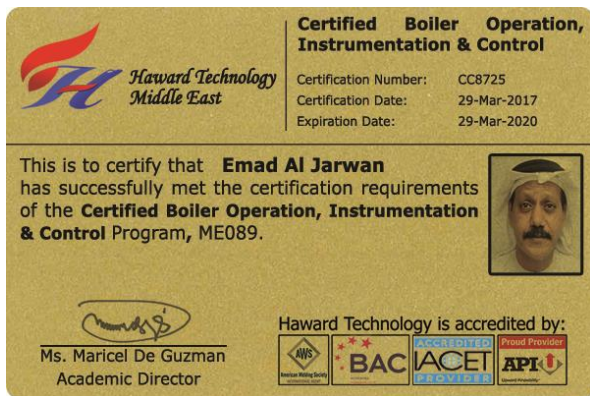 Haward Technology
Middle East
Certified Boiler Operation,
Instrumentation & Control
Certification Number: CC8725
Certification Date: 29-Mar-2017
Expiration Date: 29-Mar-2020
This is to certify that Emad Al Jarwan
has successfully met the certification requirements
of the Certified Boiler Operation, Instrumentation
& Control Program, ME089.
Ms. Maricel De Guzman
Academic Director
Haward Technology is accredited by:
AWS
American Welding Society
BAC
ACCREDITED
IACET
PROVIDER
Proud Provider
API U